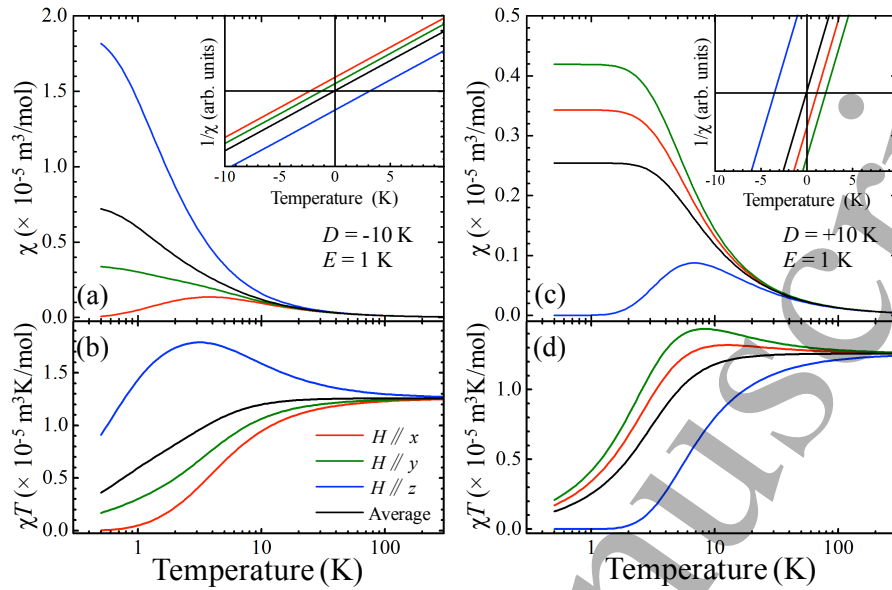 2.0
1.5
1.0
0.5
0.0
χ (× 10⁻⁵ m³/mol)
1/χ (arb. units)
-10 -5 0 5
Temperature (K)
D = -10 K
E = 1 K
(a)
0.5
0.4
0.3
0.2
0.1
0.0
χ (× 10⁻⁵ m³/mol)
1/χ (arb. units)
-10 -5 0 5
Temperature (K)
D = +10 K
E = 1 K
(c)
(b)
1.5
1.0
0.5
0.0
χT (× 10⁻⁵ m³K/mol)
H // x
H // y
H // z
Average
1 10 100
Temperature (K)
(d)
1.0
0.5
0.0
χT (× 10⁻⁵ m³K/mol)
1 10 100
Temperature (K)